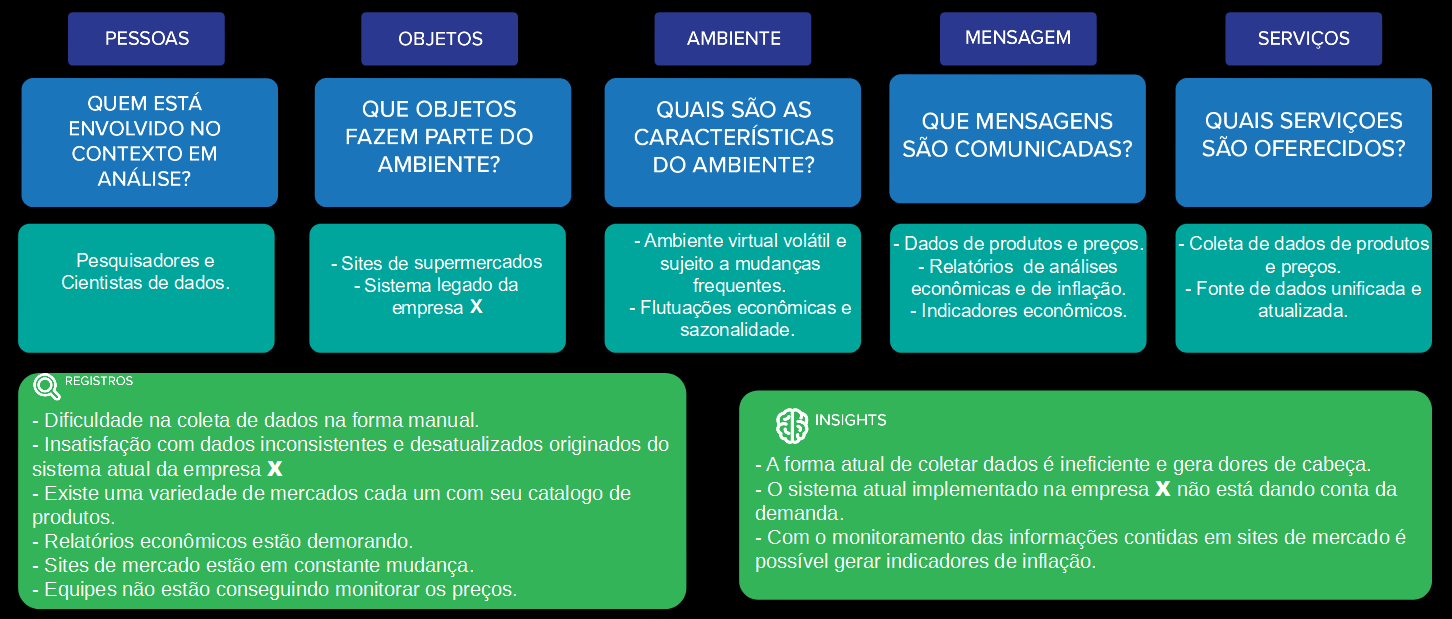 PESSOAS
OBJETOS
AMBIENTE
MENSAGEM
SERVIÇOS
QUEM ESTÁ
ENVOLVIDO NO
CONTEXTO EM
ANÁLISE?
QUE OBJETOS
FAZEM PARTE DO
AMBIENTE?
QUAIS SÃO AS
CARACTERÍSTICAS
DO AMBIENTE?
QUE MENSAGENS
SÃO COMUNICADAS?
QUAIS SERVIÇOES
SÃO OFERECIDOS?
Pesquisadores e
Cientistas de dados.
- Sites de supermercados
- Sistema legado da
empresa X
- Ambiente virtual volátil e
sujeito a mudanças
frequentes.
- Flutuações econômicas e
sazonalidade.
- Dados de produtos e preços.
- Relatórios de análises
econômicas e de inflação.
- Indicadores econômicos.
- Coleta de dados de produtos
e preços.
- Fonte de dados unificada e
atualizada.
REGISTROS
- Dificuldade na coleta de dados na forma manual.
- Insatisfação com dados inconsistentes e desatualizados originados do
sistema atual da empresa X
- Existe uma variedade de mercados cada um com seu catalogo de
produtos.
- Relatórios econômicos estão demorando.
- Sites de mercado estão em constante mudança.
- Equipes não estão conseguindo monitorar os preços.
INSIGHTS
- A forma atual de coletar dados é ineficiente e gera dores de cabeça.
- O sistema atual implementado na empresa X não está dando conta da
demanda.
- Com o monitoramento das informações contidas em sites de mercado é
possível gerar indicadores de inflação.